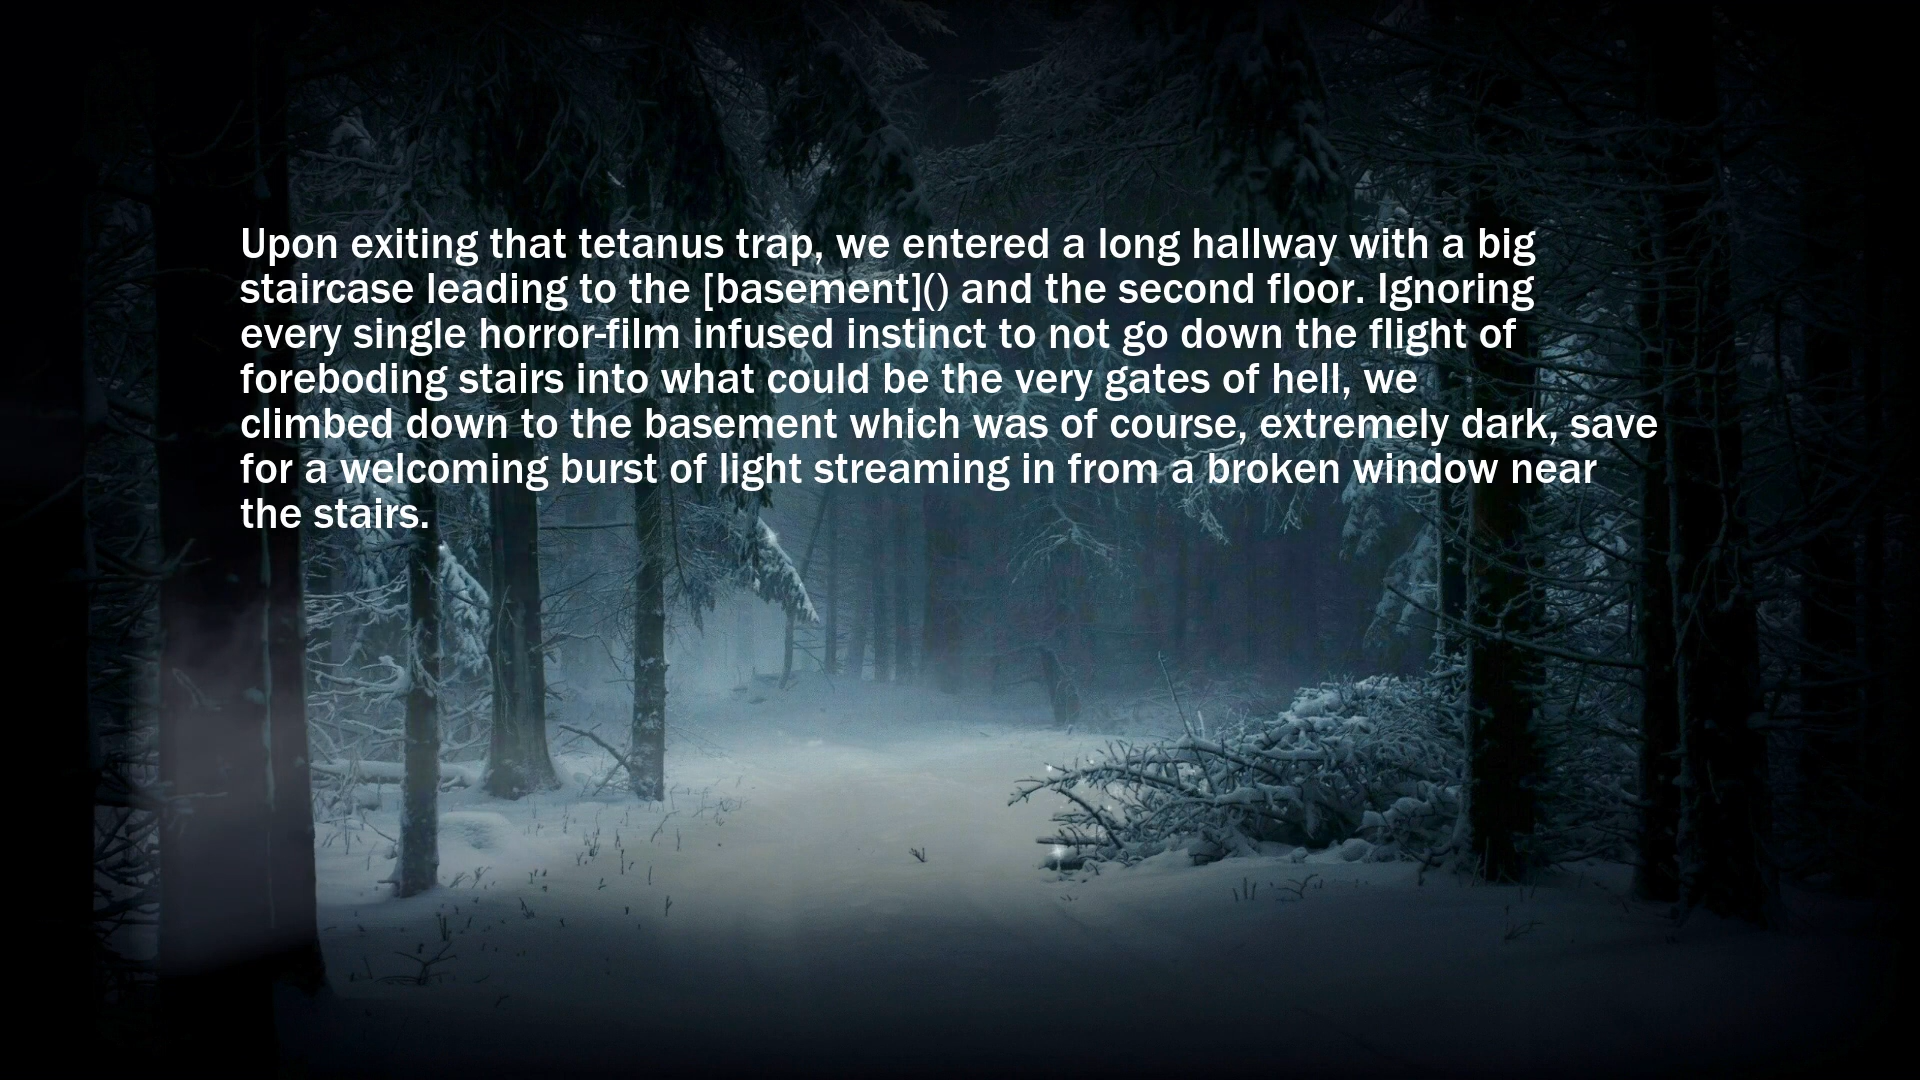 Upon exiting that tetanus trap, we entered a long hallway with a big
staircase leading to the [basement]() and the second floor. Ignoring
every single horror-film infused instinct to not go down the flight of
foreboding stairs into what could be the very gates of hell, we
climbed down to the basement which was of course, extremely dark, save
for a welcoming burst of light streaming in from a broken window near
the stairs.